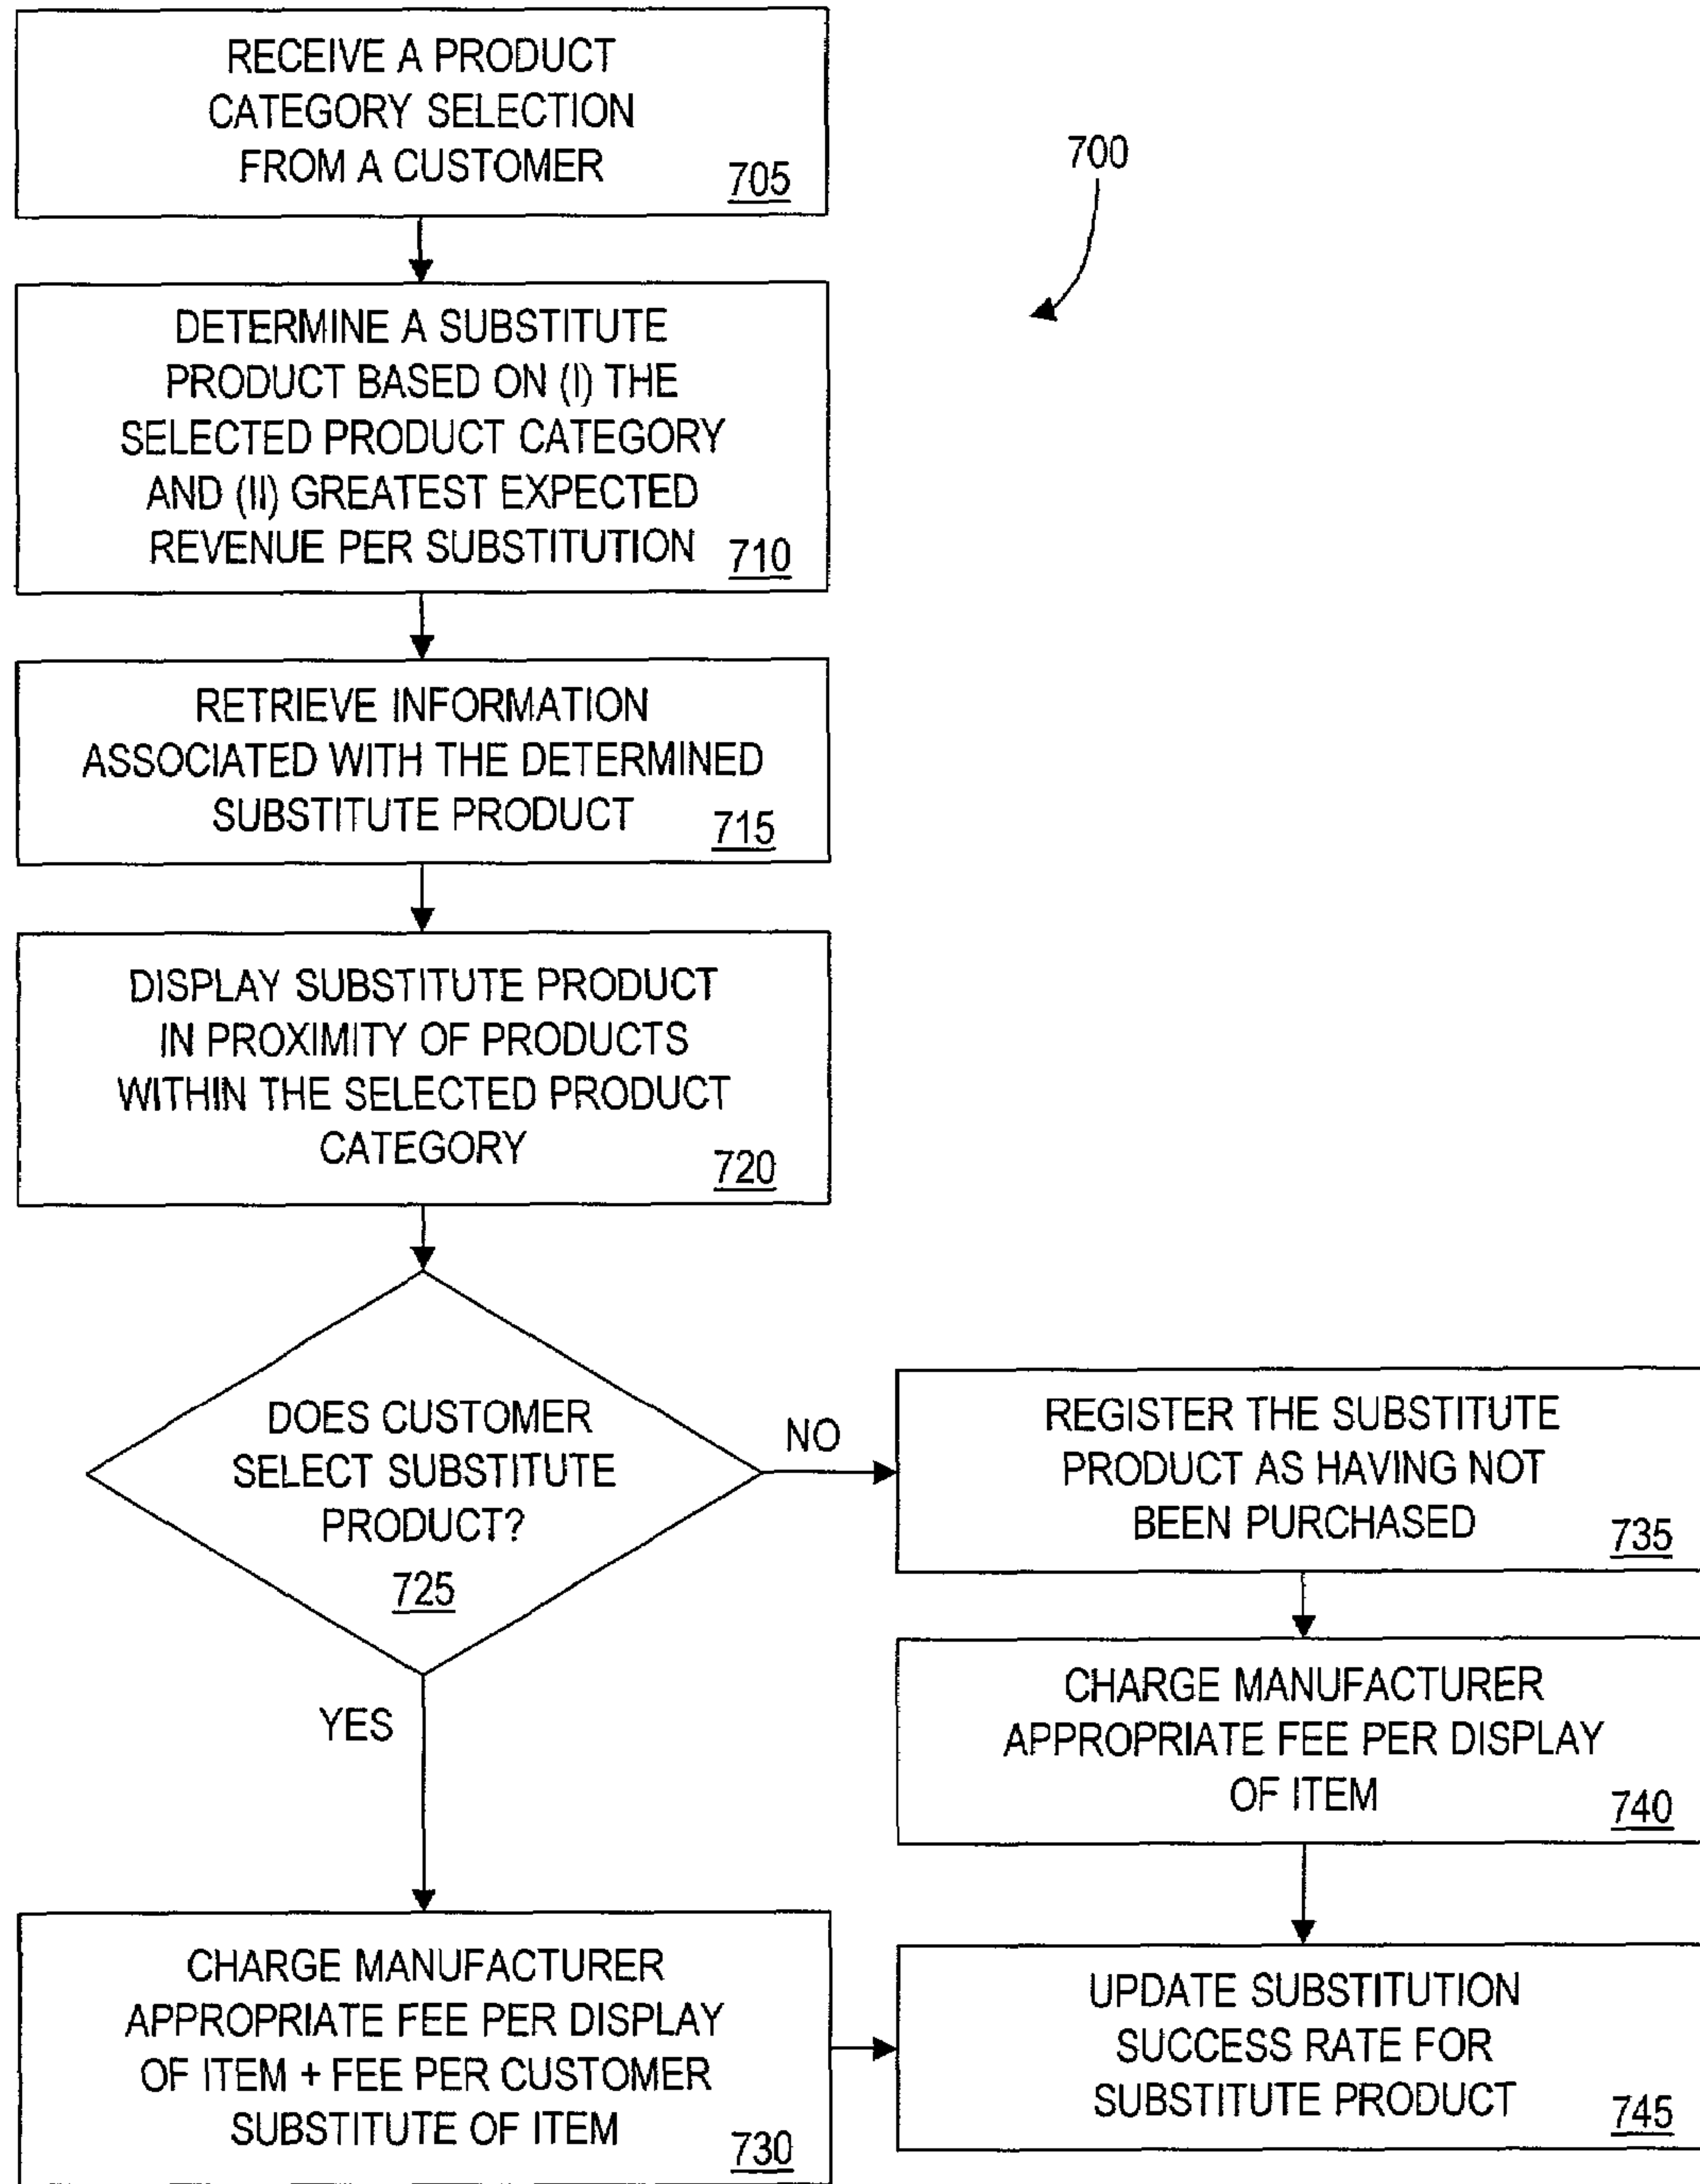 RECEIVE A PRODUCT
CATEGORY SELECTION
FROM A CUSTOMER
705
700
DETERMINE A SUBSTITUTE
PRODUCT BASED ON (I) THE
SELECTED PRODUCT CATEGORY
AND (II) GREATEST EXPECTED
REVENUE PER SUBSTITUTION
710
RETRIEVE INFORMATION
ASSOCIATED WITH THE DETERMINED
SUBSTITUTE PRODUCT
715
DISPLAY SUBSTITUTE PRODUCT
IN PROXIMITY OF PRODUCTS
WITHIN THE SELECTED PRODUCT
CATEGORY
720
DOES CUSTOMER
SELECT SUBSTITUTE
PRODUCT?
725
NO
REGISTER THE SUBSTITUTE
PRODUCT AS HAVING NOT
BEEN PURCHASED
735
CHARGE MANUFACTURER
APPROPRIATE FEE PER DISPLAY
OF ITEM
740
YES
CHARGE MANUFACTURER
APPROPRIATE FEE PER DISPLAY
OF ITEM + FEE PER CUSTOMER
SUBSTITUTE OF ITEM
730
UPDATE SUBSTITUTION
SUCCESS RATE FOR
SUBSTITUTE PRODUCT
745